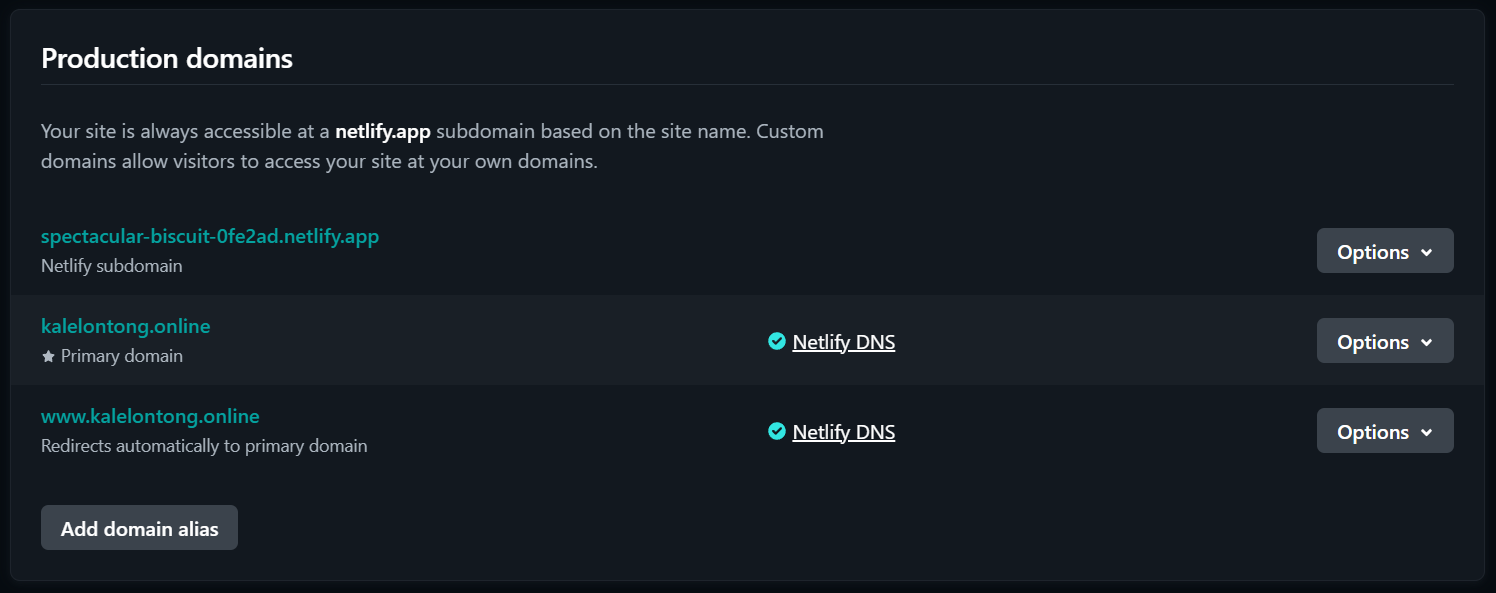 Production domains
Your site is always accessible at a netlify.app subdomain based on the site name. Custom
domains allow visitors to access your site at your own domains.
spectacular-biscuit-0fe2ad.netlify.app
Netlify subdomain
Options
kalelontong.online
Primary domain
Netlify DNS
Options
www.kalelontong.online
Redirects automatically to primary domain
Netlify DNS
Options
Add domain alias